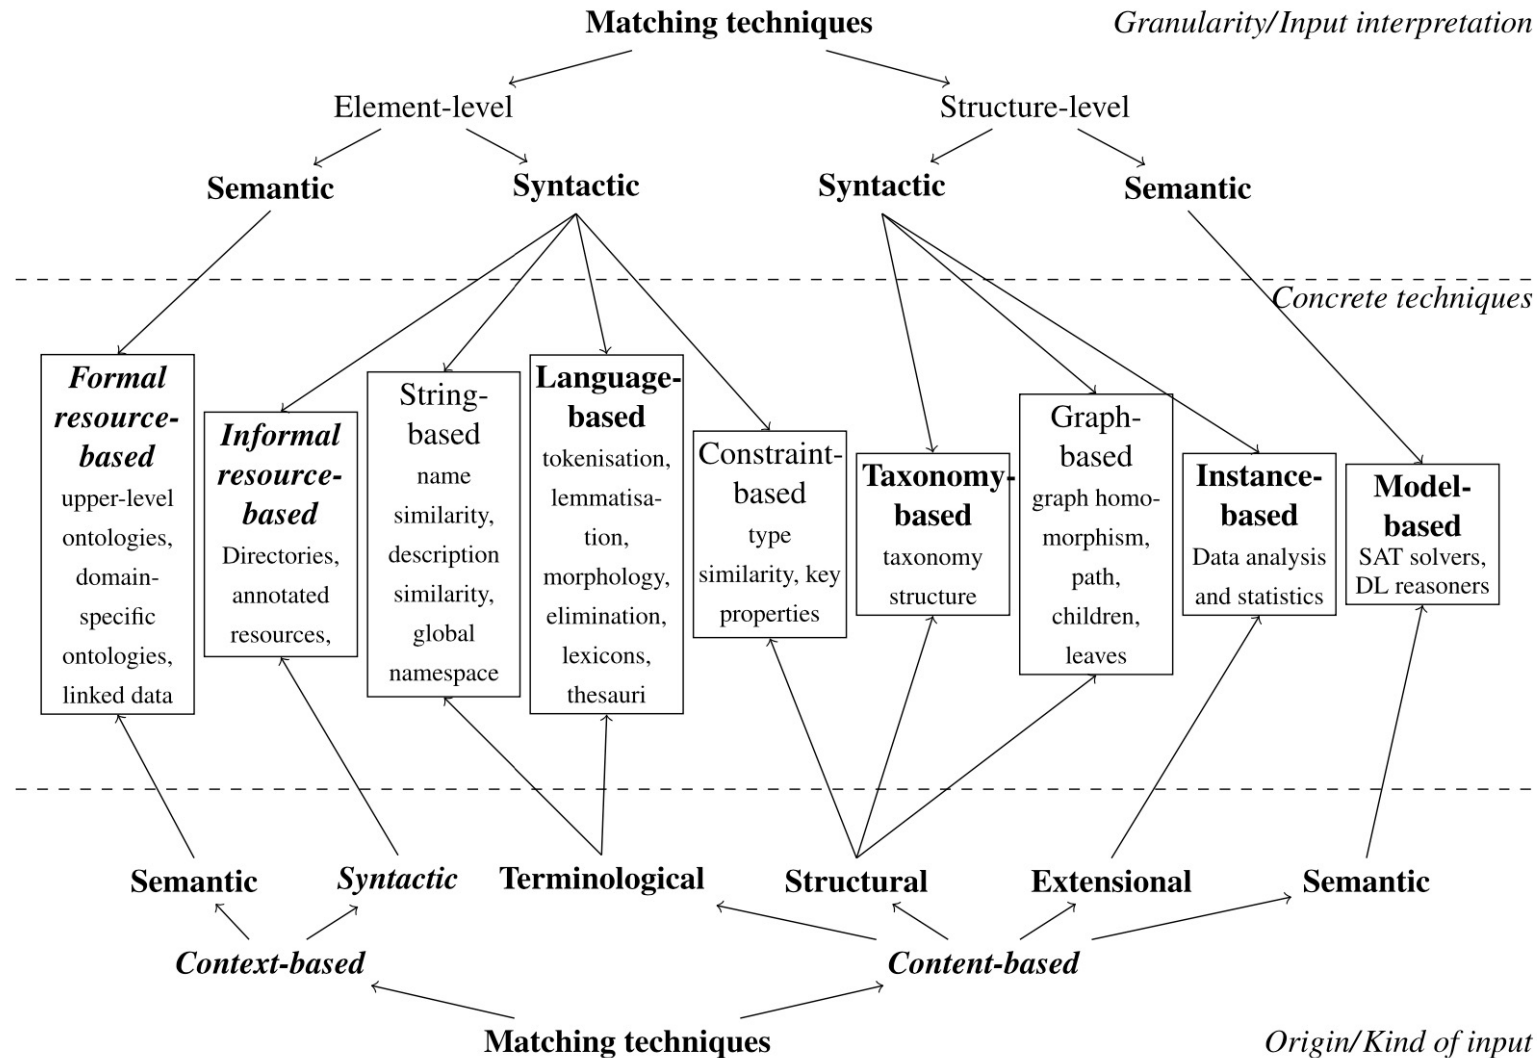 Matching techniques
Granularity/Input interpretation
Element-level
Structure-level
Semantic
Syntactic
Syntactic
Semantic
Concrete techniques
Formal
resource-
based
upper-level
ontologies,
domain-
specific
ontologies,
linked data
Informal
resource-
based
Directories,
annotated
resources,
String-
based
name
similarity,
description
similarity,
global
namespace
Language-
based
tokenisation,
lemmatisa-
tion,
morphology,
elimination,
lexicons,
thesauri
Constraint-
based
type
similarity, key
properties
Taxonomy-
based
taxonomy
structure
Graph-
based
graph homo-
morphism,
path,
children,
leaves
Instance-
based
Data analysis
and statistics
Model-
based
SAT solvers,
DL reasoners
Semantic
Syntactic
Terminological
Structural
Extensional
Semantic
Context-based
Content-based
Matching techniques
Origin/Kind of input